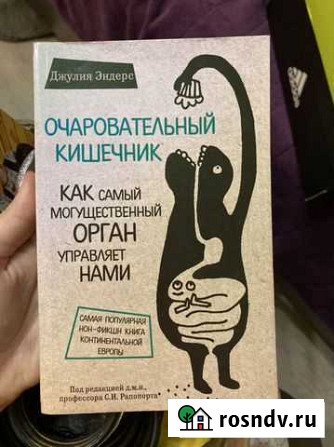 Джулия Эндерс
ОЧАРОВАТЕЛЬНЫЙ
КИШЕЧНИК
КАК САМЫЙ
МОГУЩЕСТВЕННЫЙ
ОРГАН
УПРАВЛЯЕТ
НАМИ
САМАЯ ПОПУЛЯРНАЯ
НОН-ФИКШН КНИГА
КОНТИНЕНТАЛЬНОЙ
ЕВРОПЫ
Под редакцией д.м.н.,
профессора С.И. Рапопорта
rosndv.ru